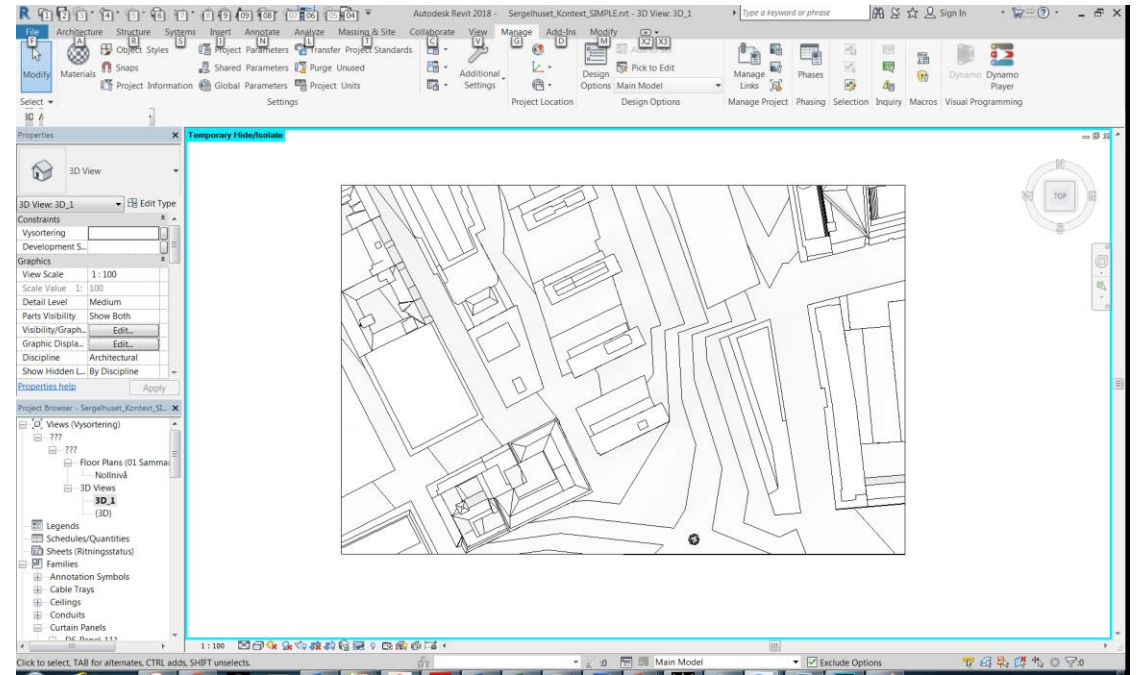 Autodesk Revit 2018 - Sergelhuset_Kontext_SIMPLE.rvt - 3D View: 3D_1
Type a keyword or phrase
Sign In
File Architecture Structure Systems Insert Annotate Analyze Massing & Site Collaborate View Manage Add-Ins Modify
Object Styles
Project Parameters
Transfer Project Standards
Snaps
Shared Parameters
Purge Unused
Pick to Edit
Project Information
Global Parameters
Project Units
Main Model
Modify
Materials
Additional Settings
Design Options
Manage Links
Phases
Dynamo
Dynamo Player
Select
Settings
Project Location
Design Options
Manage Project
Phasing
Selection
Inquiry
Macros
Visual Programming
Properties
Temporary Hide/Isolate
3D View
3D View: 3D_1
Edit Type
Constraints
Vysortering
Development S...
Graphics
View Scale 1 : 100
Scale Value 1: 100
Detail Level Medium
Parts Visibility Show Both
Visibility/Graph... Edit...
Graphic Displa... Edit...
Discipline Architectural
Show Hidden L... By Discipline
Properties help
Apply
TOP
Project Browser - Sergelhuset_Kontext_SI...
Views (Vysortering)
???
???
Floor Plans (01 Samma
Nollnivå
3D Views
3D_1
{3D}
Legends
Schedules/Quantities
Sheets (Ritningsstatus)
Families
Annotation Symbols
Cable Trays
Ceilings
Conduits
Curtain Panels
1 : 100
Click to select, TAB for alternates, CTRL adds, SHIFT unselects.
:0
Main Model
Exclude Options
:0